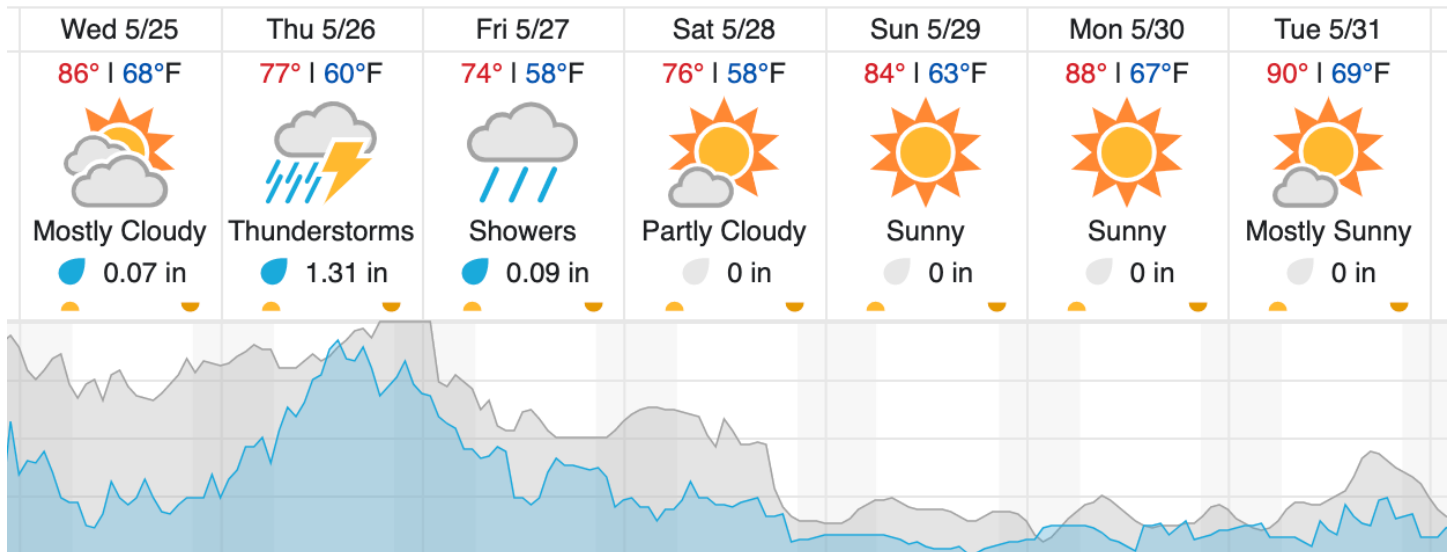 Wed 5/25 Thu 5/26 Fri 5/27 Sat 5/28 Sun 5/29 Mon 5/30 Tue 5/31
86° | 68°F 77° | 60°F 74° | 58°F 76° | 58°F 84° | 63°F 88° | 67°F 90° | 69°F
Mostly Cloudy Thunderstorms Showers Partly Cloudy Sunny Sunny Mostly Sunny
0.07 in 1.31 in 0.09 in 0 in 0 in 0 in 0 in